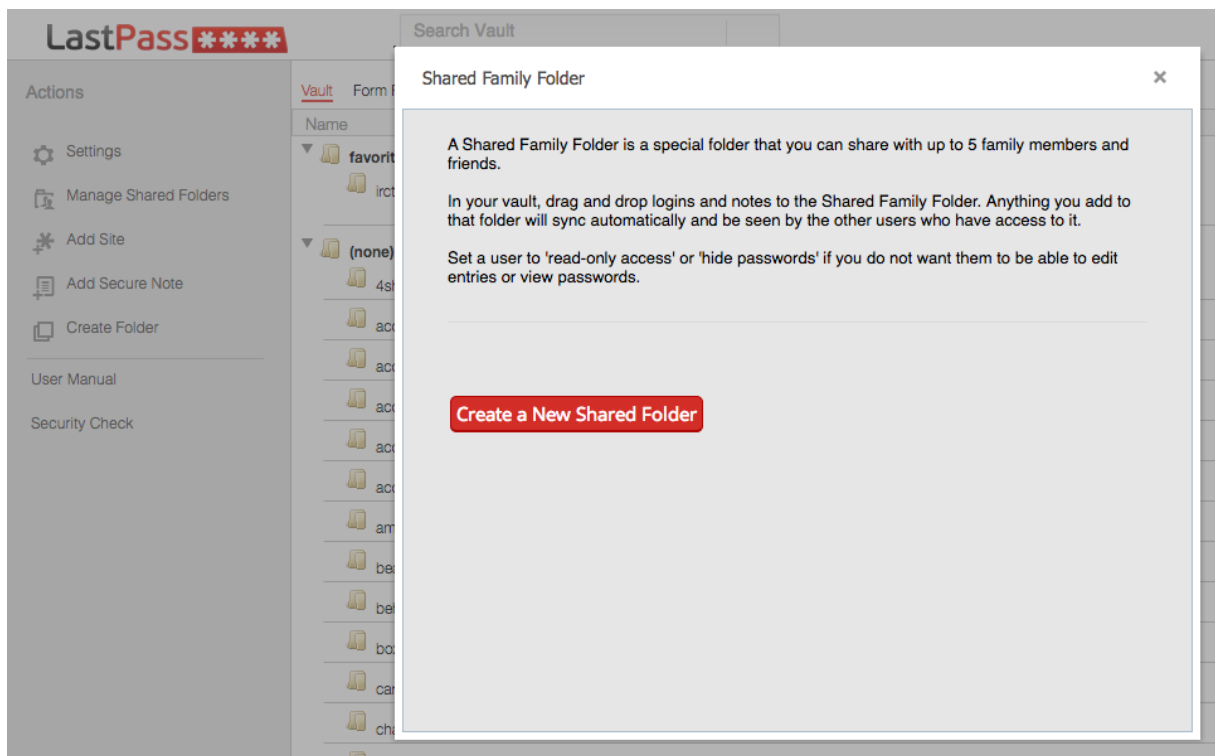 LastPass ****
Search Vault
Actions
Settings
Manage Shared Folders
Add Site
Add Secure Note
Create Folder
User Manual
Security Check
Vault Form
Name
(none)
Shared Family Folder
×
A Shared Family Folder is a special folder that you can share with up to 5 family members and
friends.
In your vault, drag and drop logins and notes to the Shared Family Folder. Anything you add to
that folder will sync automatically and be seen by the other users who have access to it.
Set a user to 'read-only access' or 'hide passwords' if you do not want them to be able to edit
entries or view passwords.
Create a New Shared Folder